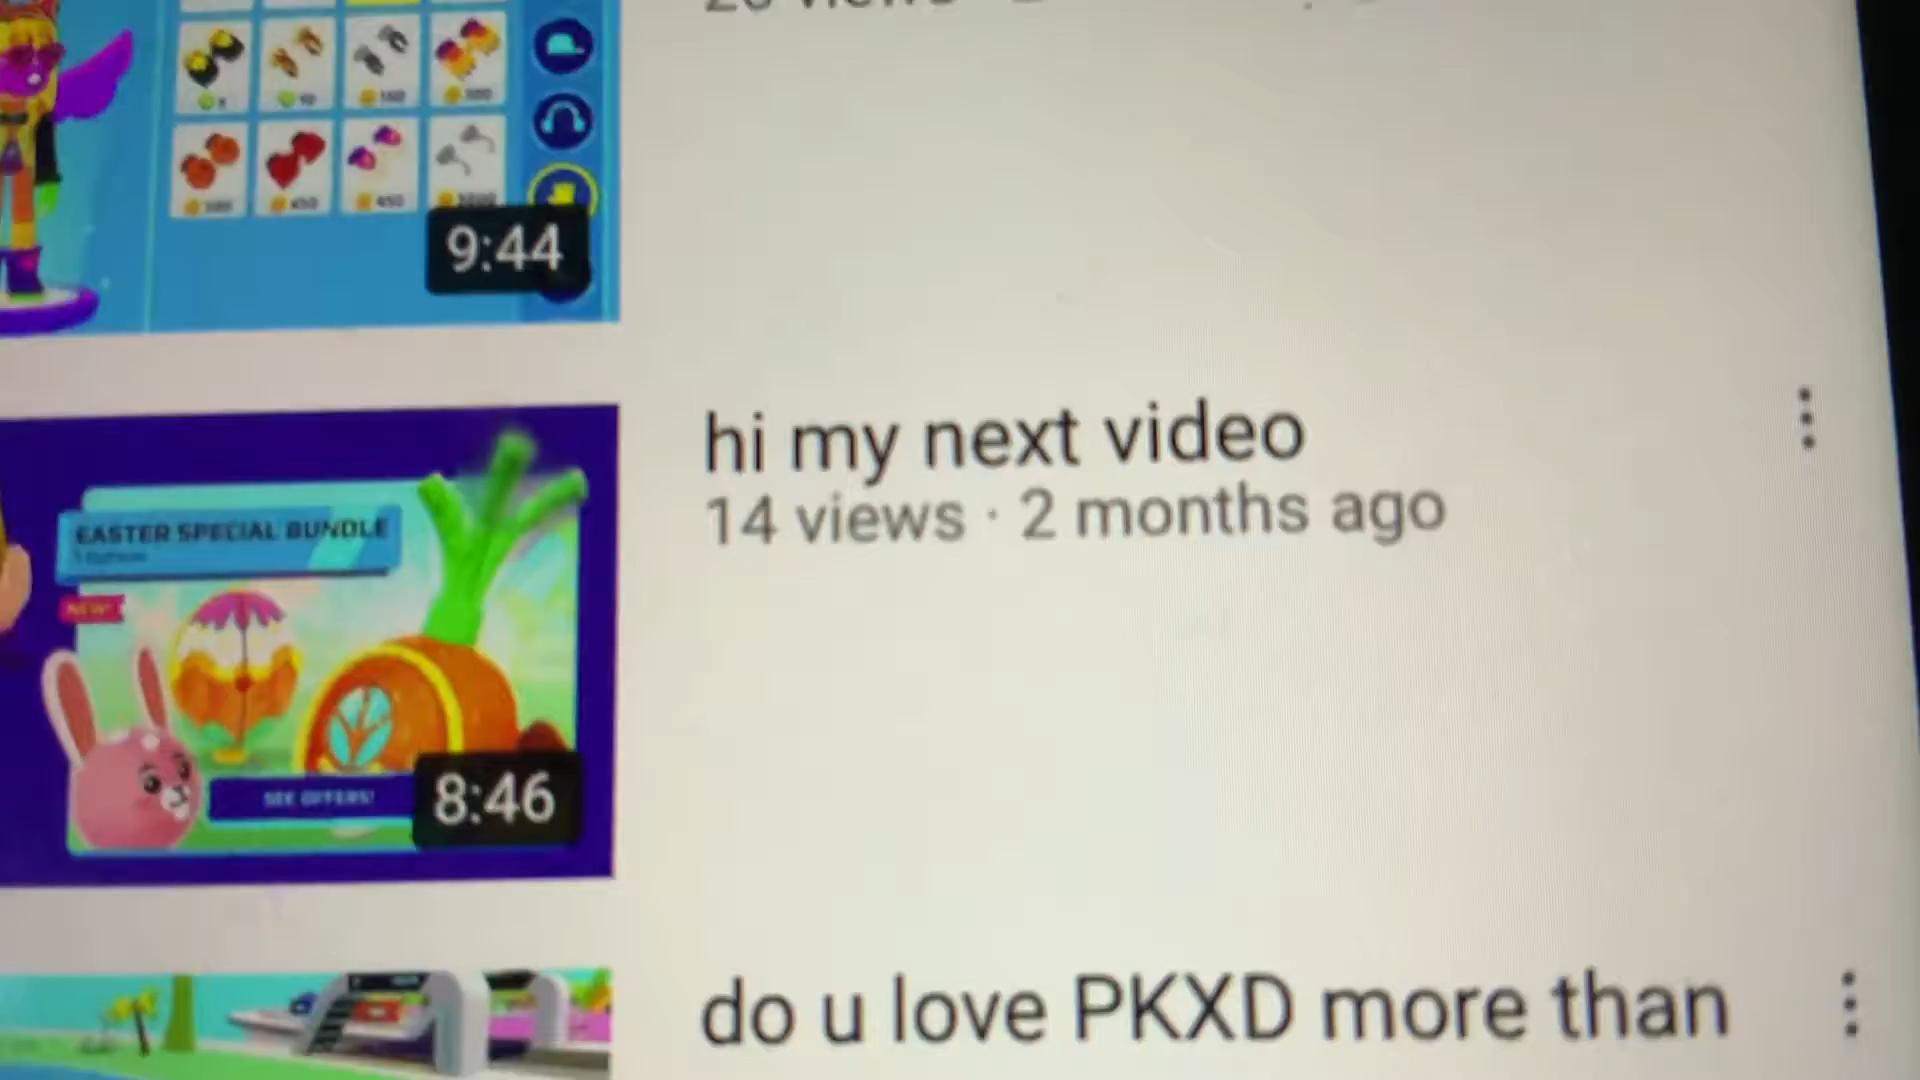 9:44
hi my next video
14 views · 2 months ago
EASTER SPECIAL BUNDLE
NEW!
SEE OFFERS!
8:46
do u love PKXD more than